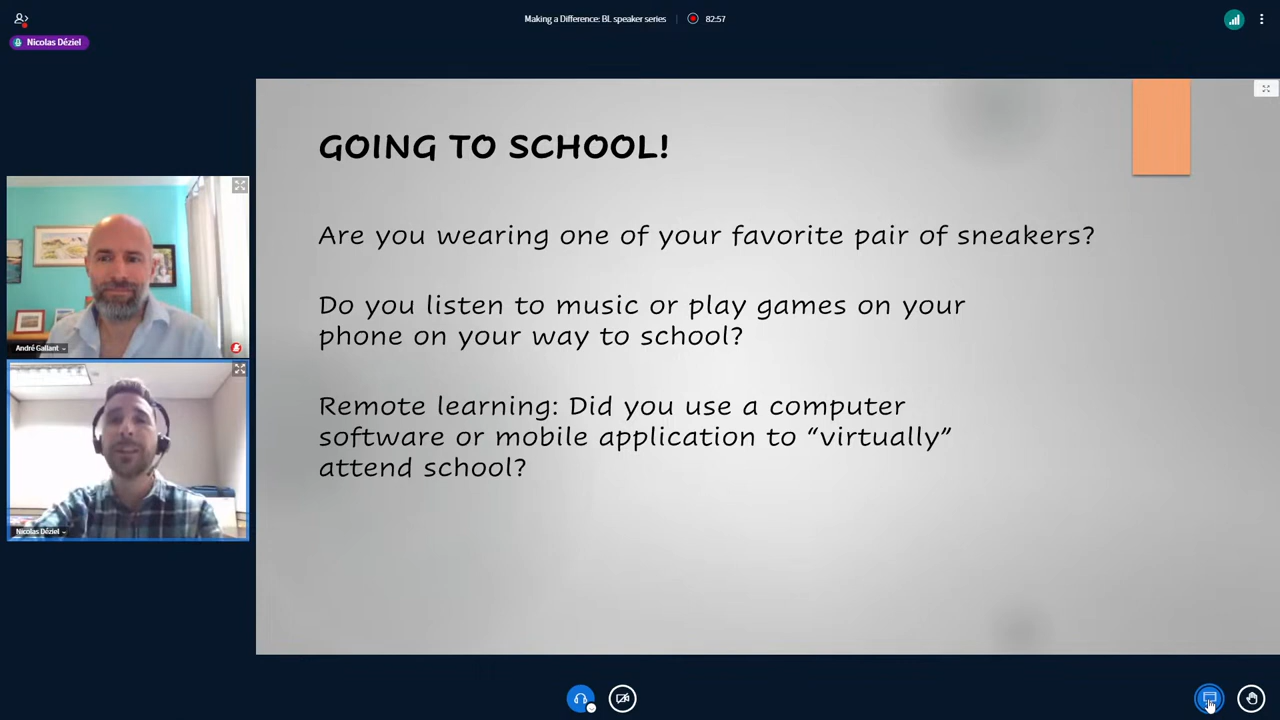 Making a Difference: BL speaker series
82:57
Nicolas Déziel
GOING TO SCHOOL!
Are you wearing one of your favorite pair of sneakers?
Do you listen to music or play games on your
phone on your way to school?
Remote learning: Did you use a computer
software or mobile application to “virtually”
attend school?
André Gallant
Nicolas Déziel